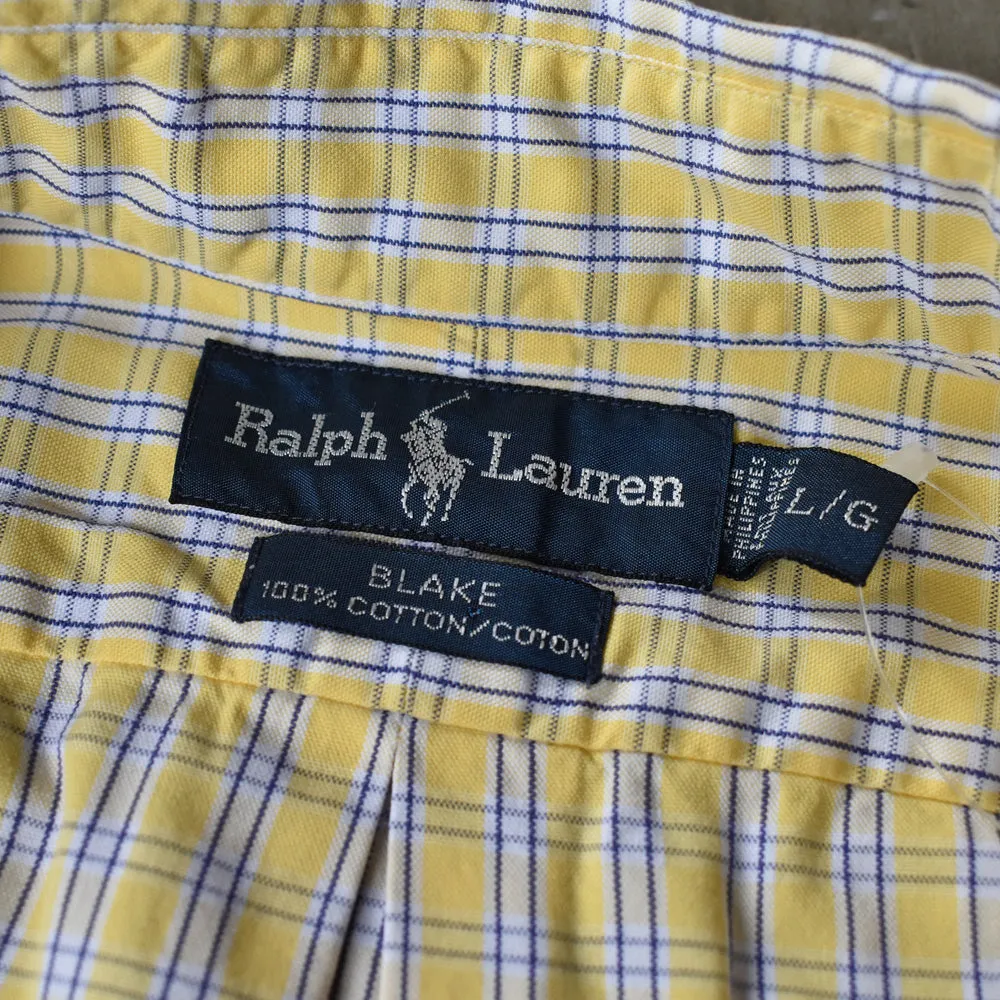 Ralph Lauren
MADE IN
PHILIPPINES
L/G
BLAKE
100% COTTON/COTON